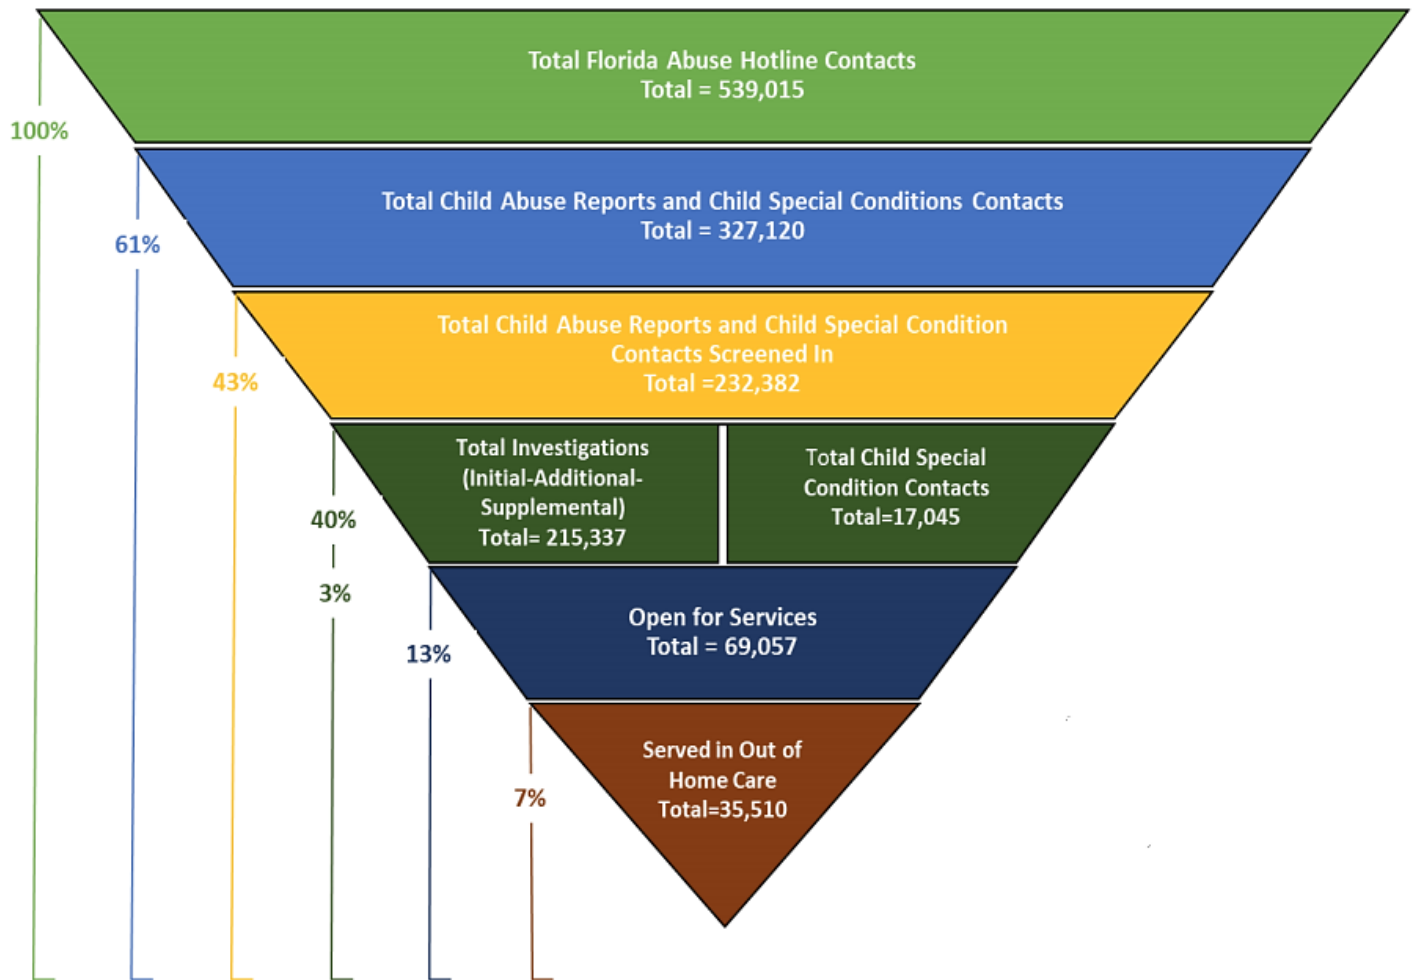 Total Florida Abuse Hotline Contacts
Total = 539,015
100%
Total Child Abuse Reports and Child Special Conditions Contacts
Total = 327,120
61%
Total Child Abuse Reports and Child Special Condition
Contacts Screened In
Total =232,382
43%
Total Investigations
(Initial-Additional-
Supplemental)
Total= 215,337
Total Child Special
Condition Contacts
Total=17,045
40%
3%
Open for Services
Total = 69,057
13%
Served in Out of
Home Care
Total=35,510
7%